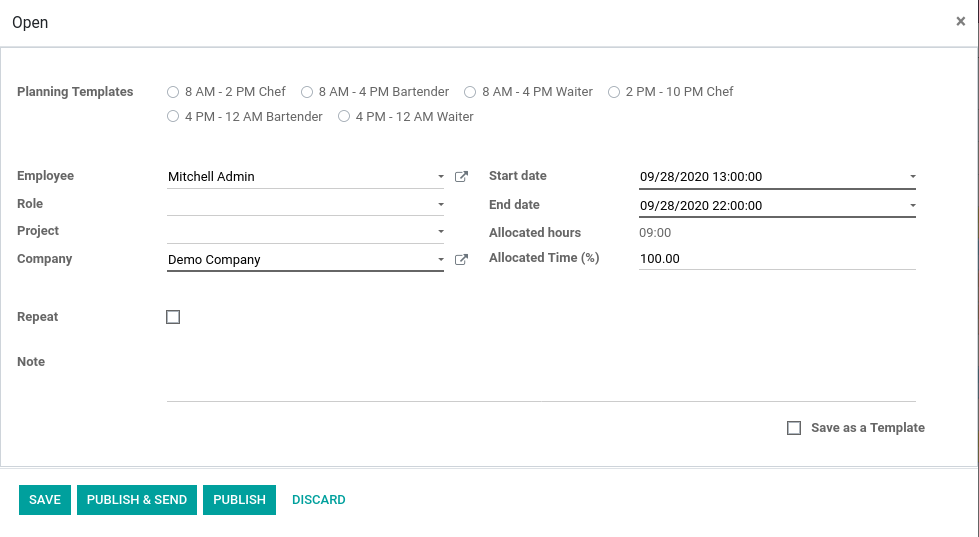 Open ×
Planning Templates 8 AM - 2 PM Chef 8 AM - 4 PM Bartender 8 AM - 4 PM Waiter 2 PM - 10 PM Chef
4 PM - 12 AM Bartender 4 PM - 12 AM Waiter
Employee Mitchell Admin Start date 09/28/2020 13:00:00
Role End date 09/28/2020 22:00:00
Project Allocated hours 09:00
Company Demo Company Allocated Time (%) 100.00
Repeat
Note
Save as a Template
SAVE PUBLISH & SEND PUBLISH DISCARD